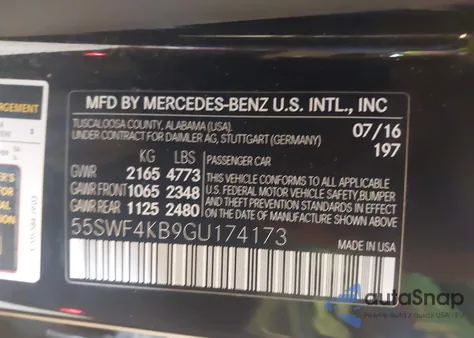 RGEMENT
MFD BY MERCEDES-BENZ U.S. INTL., INC
TUSCALOOSA COUNTY, ALABAMA (USA).
UNDER CONTRACT FOR DAIMLER AG, STUTTGART (GERMANY)
07/16
197
KG LBS
GVWR 2165 4773
GAWR FRONT 1065 2348
GAWR REAR 1125 2480
PASSENGER CAR
THIS VEHICLE CONFORMS TO ALL APPLICABLE
U.S. FEDERAL MOTOR VEHICLE SAFETY,BUMPER
AND THEFT PREVENTION STANDARDS IN EFFECT
ON THE DATE OF MANUFACTURE SHOWN ABOVE.
55SWF4KB9GU174173
MADE IN USA
autaSnap